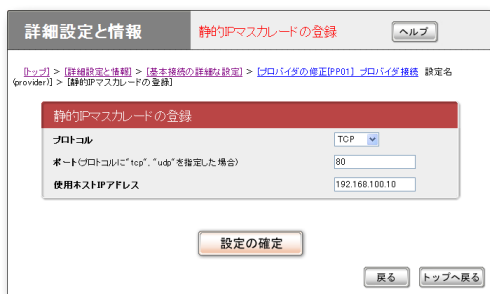 詳細設定と情報 静的IPマスカレードの登録 ヘルプ
[トップ] > [詳細設定と情報] > [基本接続の詳細な設定] > [プロバイダの修正[PP01] プロバイダ接続 設定名
(provider)] > [静的IPマスカレードの登録]
静的IPマスカレードの登録
プロトコル TCP
ポート(プロトコルに"tcp"、"udp"を指定した場合) 80
使用ホストIPアドレス 192.168.100.10
設定の確定
戻る トップへ戻る